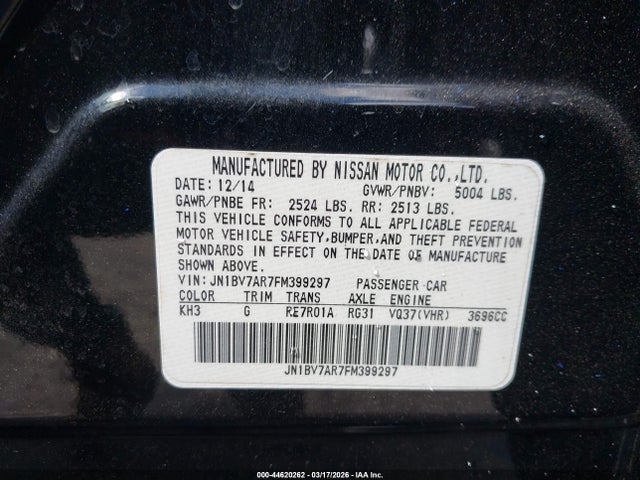 MANUFACTURED BY NISSAN MOTOR CO.,LTD.
DATE: 12/14 GVWR/PNBV: 5004 LBS.
GAWR/PNBE FR: 2524 LBS. RR: 2513 LBS.
THIS VEHICLE CONFORMS TO ALL APPLICABLE FEDERAL
MOTOR VEHICLE SAFETY,BUMPER,AND THEFT PREVENTION
STANDARDS IN EFFECT ON THE DATE OF MANUFACTURE
SHOWN ABOVE.
VIN:JN1BV7AR7FM399297 PASSENGER CAR
COLOR TRIM TRANS AXLE ENGINE
KH3 G RE7R01A RG31 VQ37(VHR) 3696CC
JN1BV7AR7FM399297
000-44620262 - 03/17/2026 - IAA Inc.